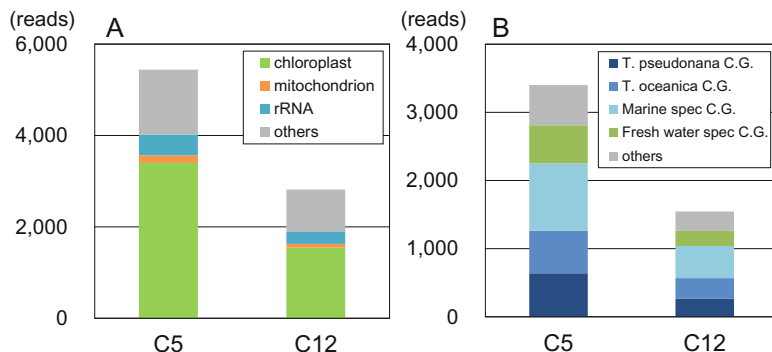 (reads)
A
6,000
4,000
2,000
0
chloroplast
mitochondrion
rRNA
others
C5
C12
(reads)
B
4,000
3,000
2,000
1,000
0
T. pseudonana C.G.
T. oceanica C.G.
Marine spec C.G.
Fresh water spec C.G.
others
C5
C12